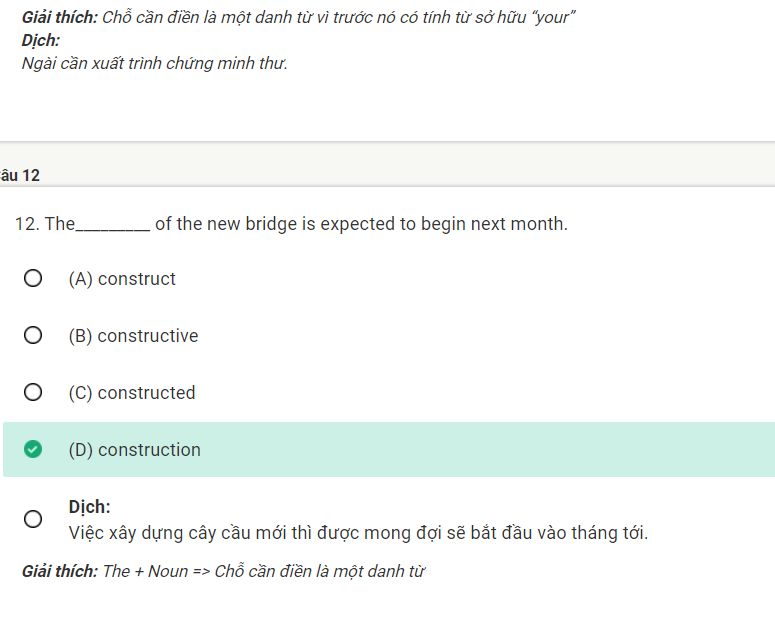 Giải thích: Chỗ cần điền là một danh từ vì trước nó có tính từ sở hữu “your”
Dịch:
Ngài cần xuất trình chứng minh thư.
âu 12
12. The_________ of the new bridge is expected to begin next month.
(A) construct
(B) constructive
(C) constructed
(D) construction
Dịch:
Việc xây dựng cây cầu mới thì được mong đợi sẽ bắt đầu vào tháng tới.
Giải thích: The + Noun => Chỗ cần điền là một danh từ